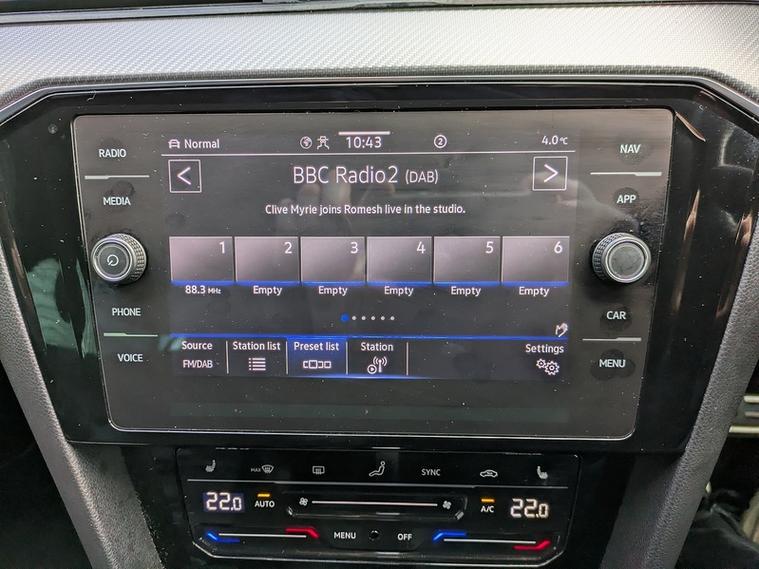 RADIO
MEDIA
PHONE
VOICE
Normal
10:43
2
4.0 °C
< BBC Radio2 (DAB) >
Clive Myrie joins Romesh live in the studio.
1 2 3 4 5 6
88.3 MHz Empty Empty Empty Empty Empty
Source Station list Preset list Station Settings
FM/DAB
NAV
APP
CAR
MENU
MAX SYNC
22.0 AUTO A/C 22.0
MENU OFF